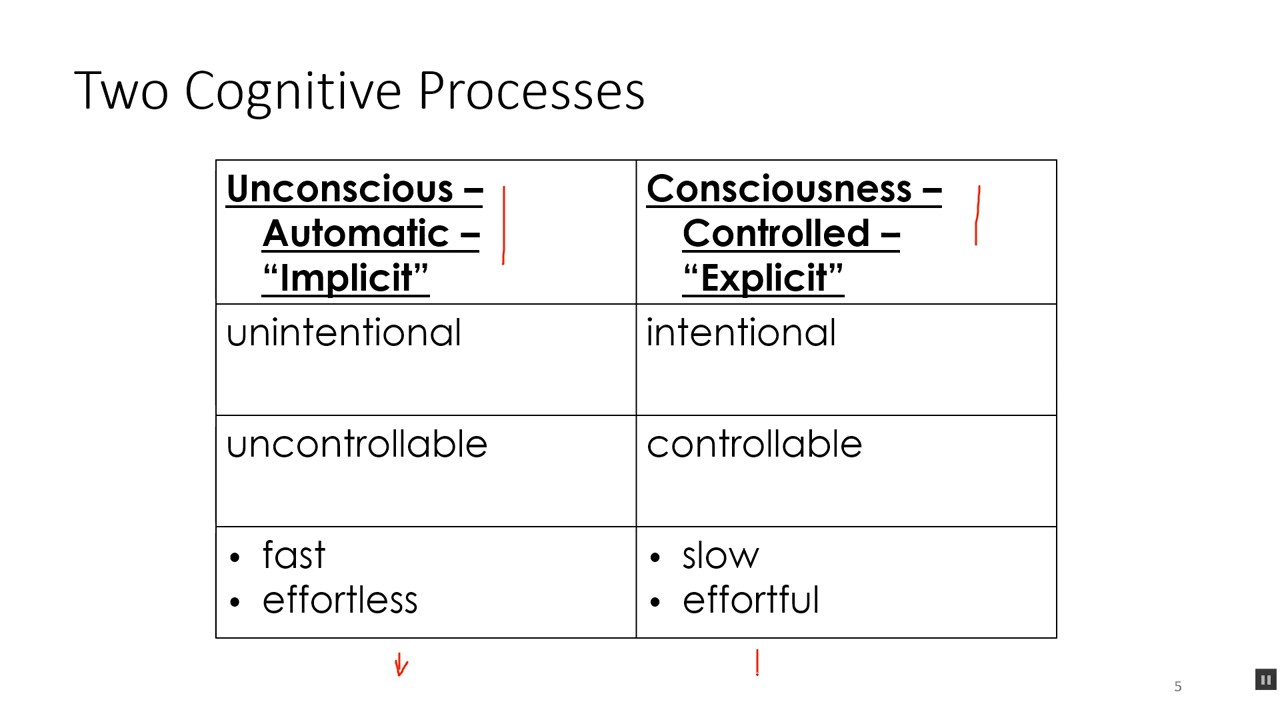 Two Cognitive Processes
Unconscious –
Automatic –
“Implicit”
Consciousness –
Controlled –
“Explicit”
unintentional
intentional
uncontrollable
controllable
• fast
• effortless
• slow
• effortful
5